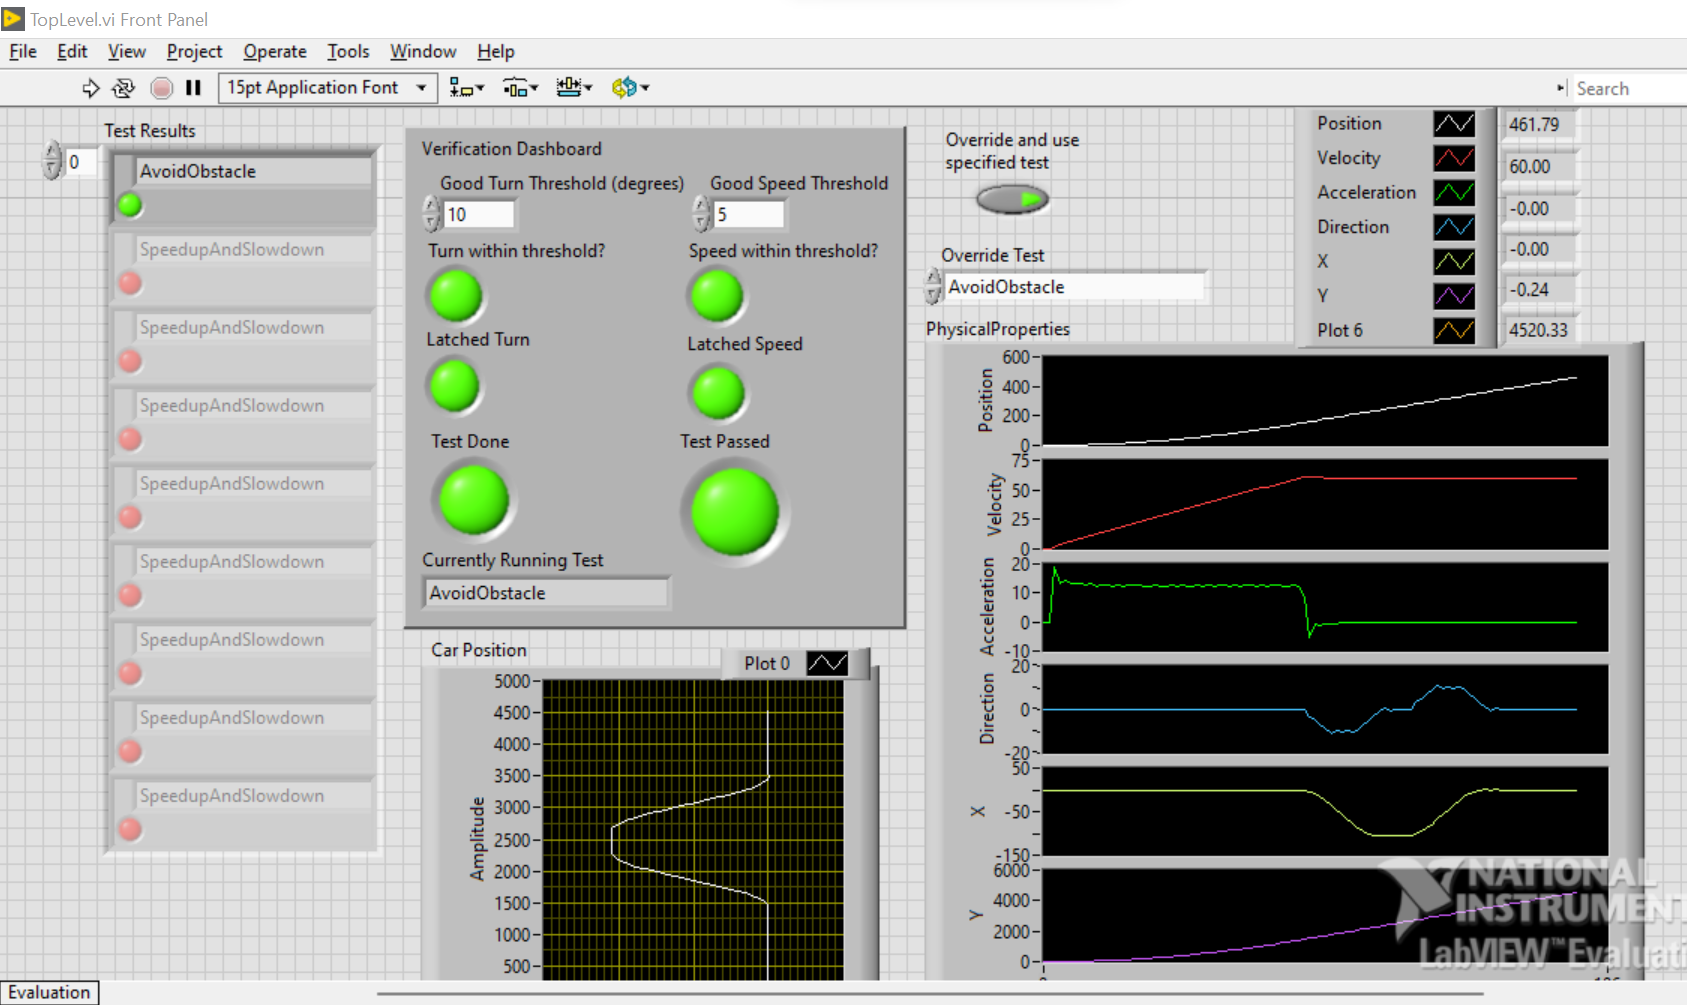 TopLevel.vi Front Panel
File Edit View Project Operate Tools Window Help
15pt Application Font
Search
Test Results
0
AvoidObstacle
SpeedupAndSlowdown
SpeedupAndSlowdown
SpeedupAndSlowdown
SpeedupAndSlowdown
SpeedupAndSlowdown
SpeedupAndSlowdown
SpeedupAndSlowdown
SpeedupAndSlowdown
Verification Dashboard
Good Turn Threshold (degrees)
10
Good Speed Threshold
5
Turn within threshold?
Speed within threshold?
Latched Turn
Latched Speed
Test Done
Test Passed
Currently Running Test
AvoidObstacle
Car Position
Plot 0
Amplitude
5000
4500
4000
3500
3000
2500
2000
1500
1000
500
Override and use
specified test
Override Test
AvoidObstacle
Position 461.79
Velocity 60.00
Acceleration -0.00
Direction -0.00
X -0.24
Y 4520.33
Plot 6
PhysicalProperties
Position
600
400
200
0
Velocity
75
50
25
0
Acceleration
20
10
0
-10
Direction
20
0
-20
X
50
-50
-150
Y
6000
4000
2000
0
NATIONAL
INSTRUMENT
LabVIEW™ Evaluati
Evaluation